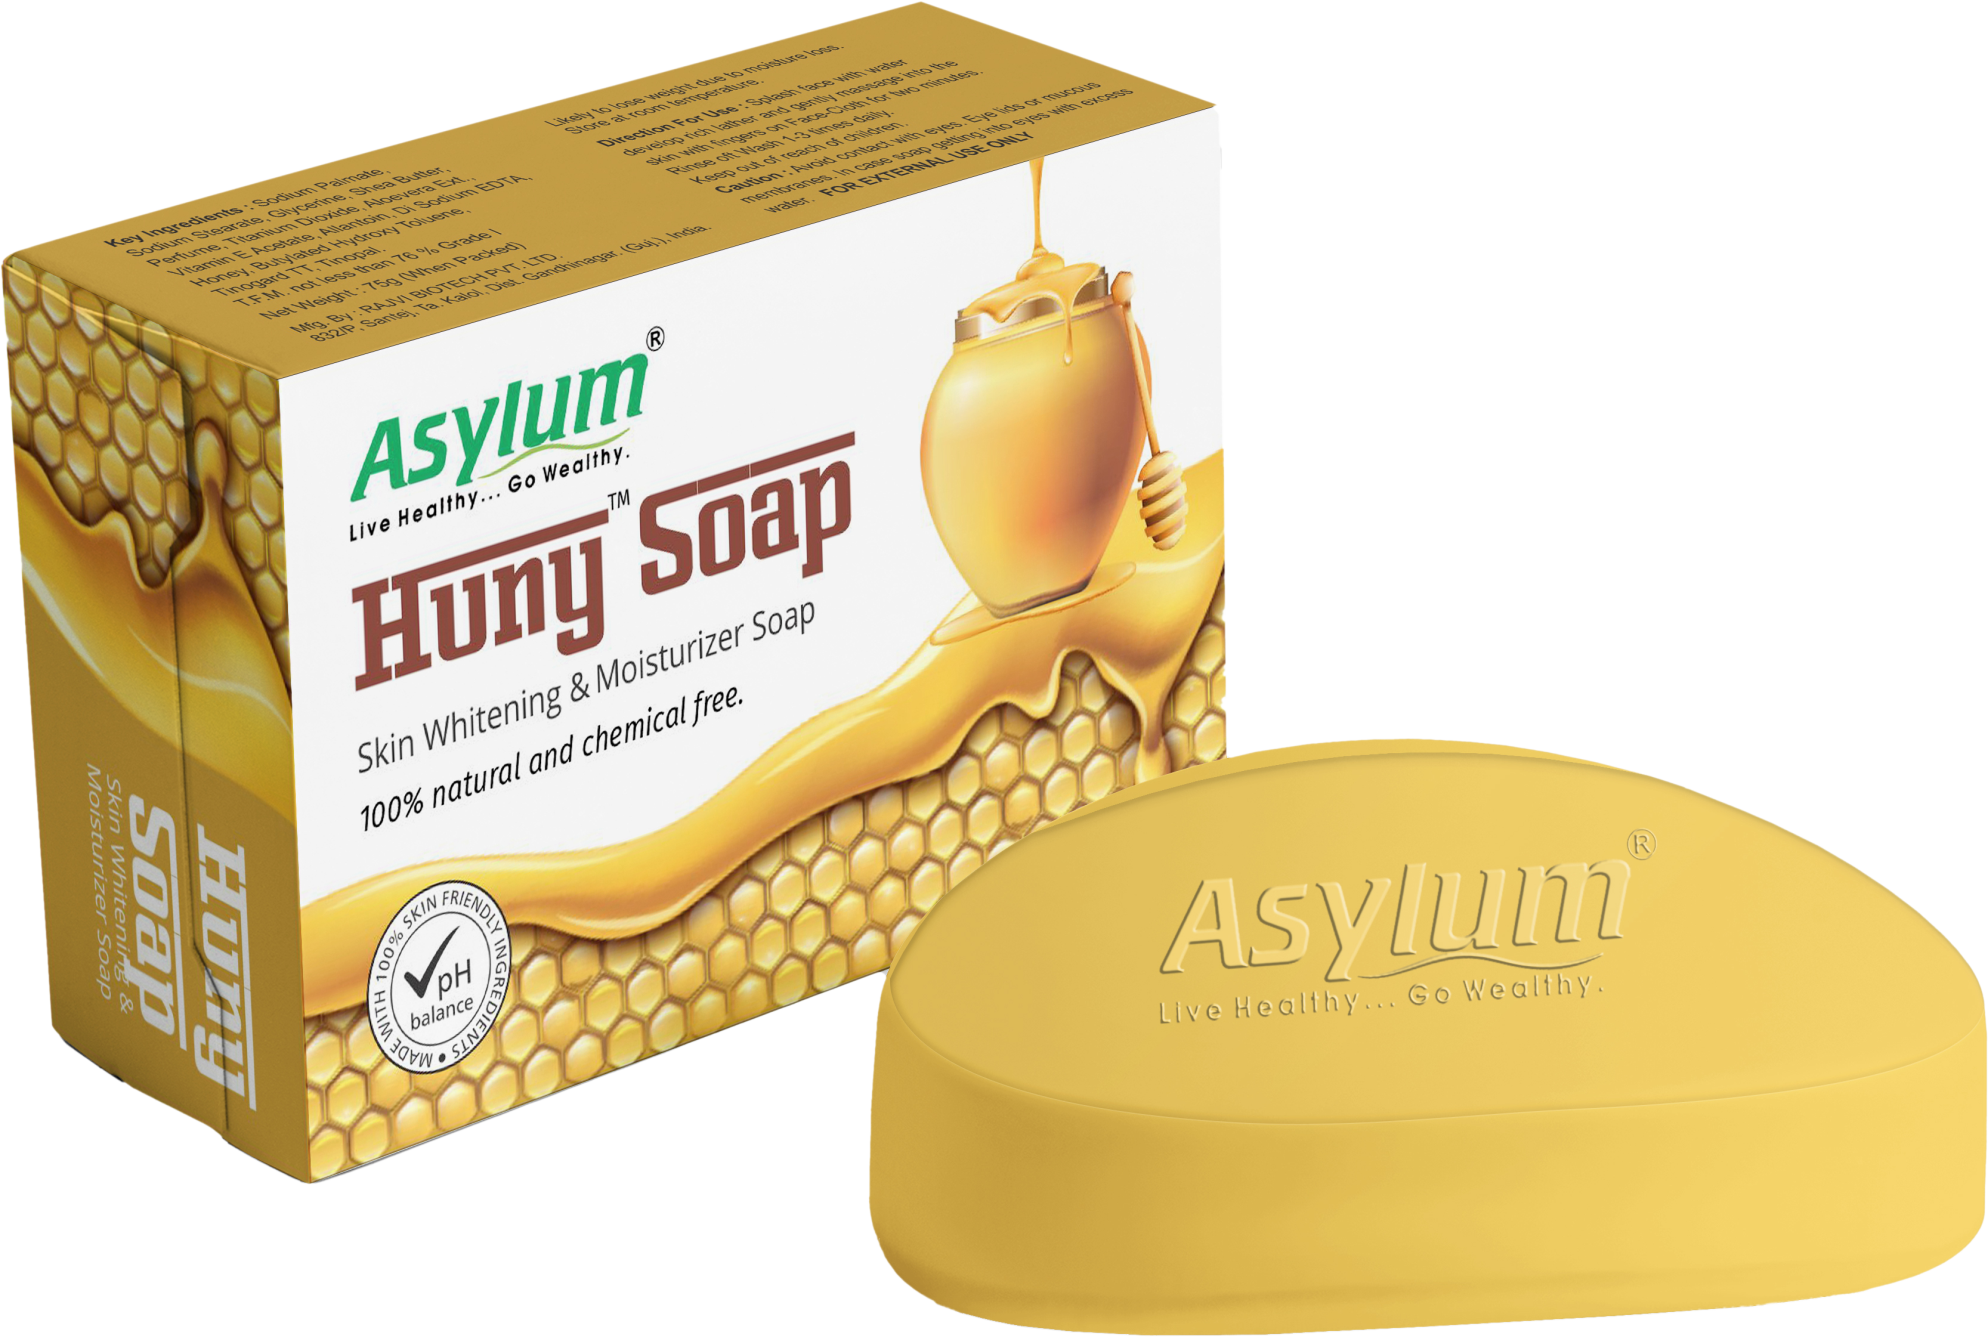 Key Ingredients : Sodium Palmate,
Sodium Stearate, Glycerine, Shea Butter,
Perfume, Titanium Dioxide, Aloevera Ext.,
Vitamin E Acetate, Allantoin, Di Sodium EDTA,
Honey, Butylated Hydroxy Toluene,
Tinogard TT, Tinopal.
T.F.M. not less than 76 % Grade I
Net Weight : 75g (When Packed)
Mfg. By : RAJVI BIOTECH PVT. LTD.
832/P, Santej, Ta. Kalol, Dist. Gandhinagar. (Guj.), India.
Likely to lose weight due to moisture loss.
Store at room temperature.
Direction For Use : Splash face with water
develop rich lather and gently massage into the
skin with fingers on Face-Cloth for two minutes.
Rinse off. Wash 1-3 times daily.
Keep out of reach of children.
Caution : Avoid contact with eyes. Eye lids or muccus
membranes. In case soap getting into eyes with excess
water. FOR EXTERNAL USE ONLY
Asylum®
Live Healthy... Go Wealthy.
Huny™ Soap
Skin Whitening & Moisturizer Soap
100% natural and chemical free.
MADE WITH 100% SKIN FRIENDLY INGREDIENTS •
pH
balance
Huny
Soap
Skin Whitening &
Moisturizer Soap
Asylum®
Live Healthy... Go Wealthy.